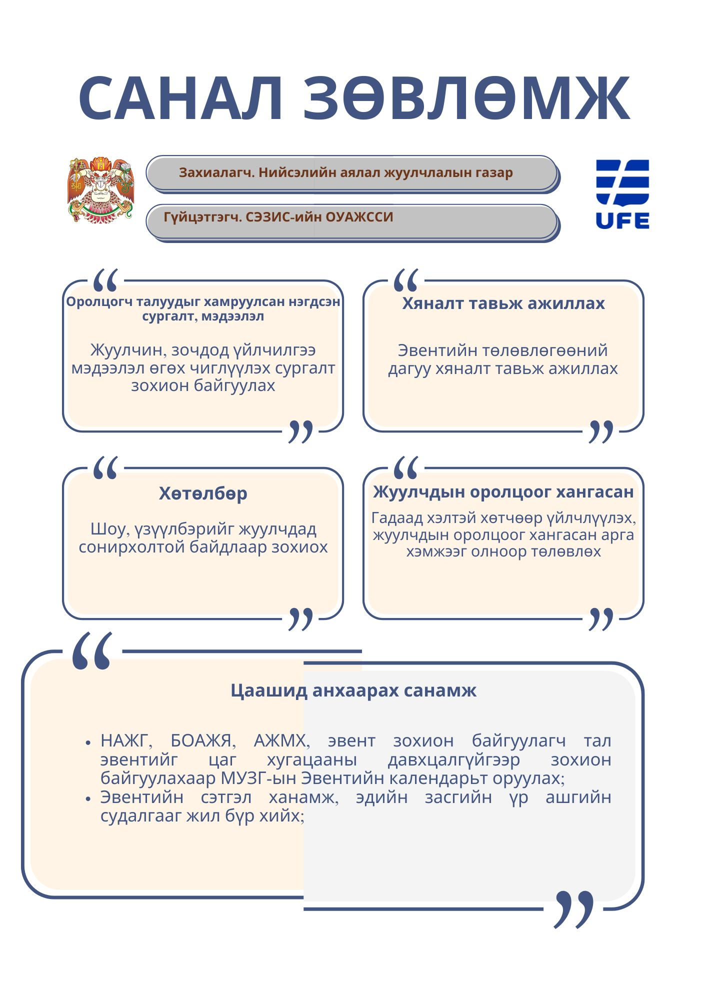 САНАЛ ЗӨВЛӨМЖ
Захиалагч. Нийсэлийн аялал жуулчлалын газар
Гүйцэтгэгч. СЭЗИС-ийн ОУАЖССИ
UFE
Оролцогч талуудыг хамруулсан нэгдсэн
сургалт, мэдээлэл
Жуулчин, зочдод үйлчилгээ
мэдээлэл өгөх чиглүүлэх сургалт
зохион байгуулах
Хяналт тавьж ажиллах
Эвентийн төлөвлөгөөний
дагуу хяналт тавьж ажиллах
Хөтөлбөр
Шоу, үзүүлбэрийг жуулчдад
сонирхолтой байдлаар зохиох
Жуулчдын оролцоог хангасан
Гадаад хэлтэй хөтчөөр үйлчлүүлэх,
жуулчдын оролцоог хангасан арга
хэмжээг олноор төлөвлөх
Цаашид анхаарах санамж
• НАЖГ, БОАЖЯ, АЖМХ, эвент зохион байгуулагч тал
эвентийг цаг хугацааны давхцалгүйгээр зохион
байгуулахаар МУЗГ-ын Эвентийн календарьт оруулах;
• Эвентийн сэтгэл ханамж, эдийн засгийн үр ашгийн
судалгааг жил бүр хийх;